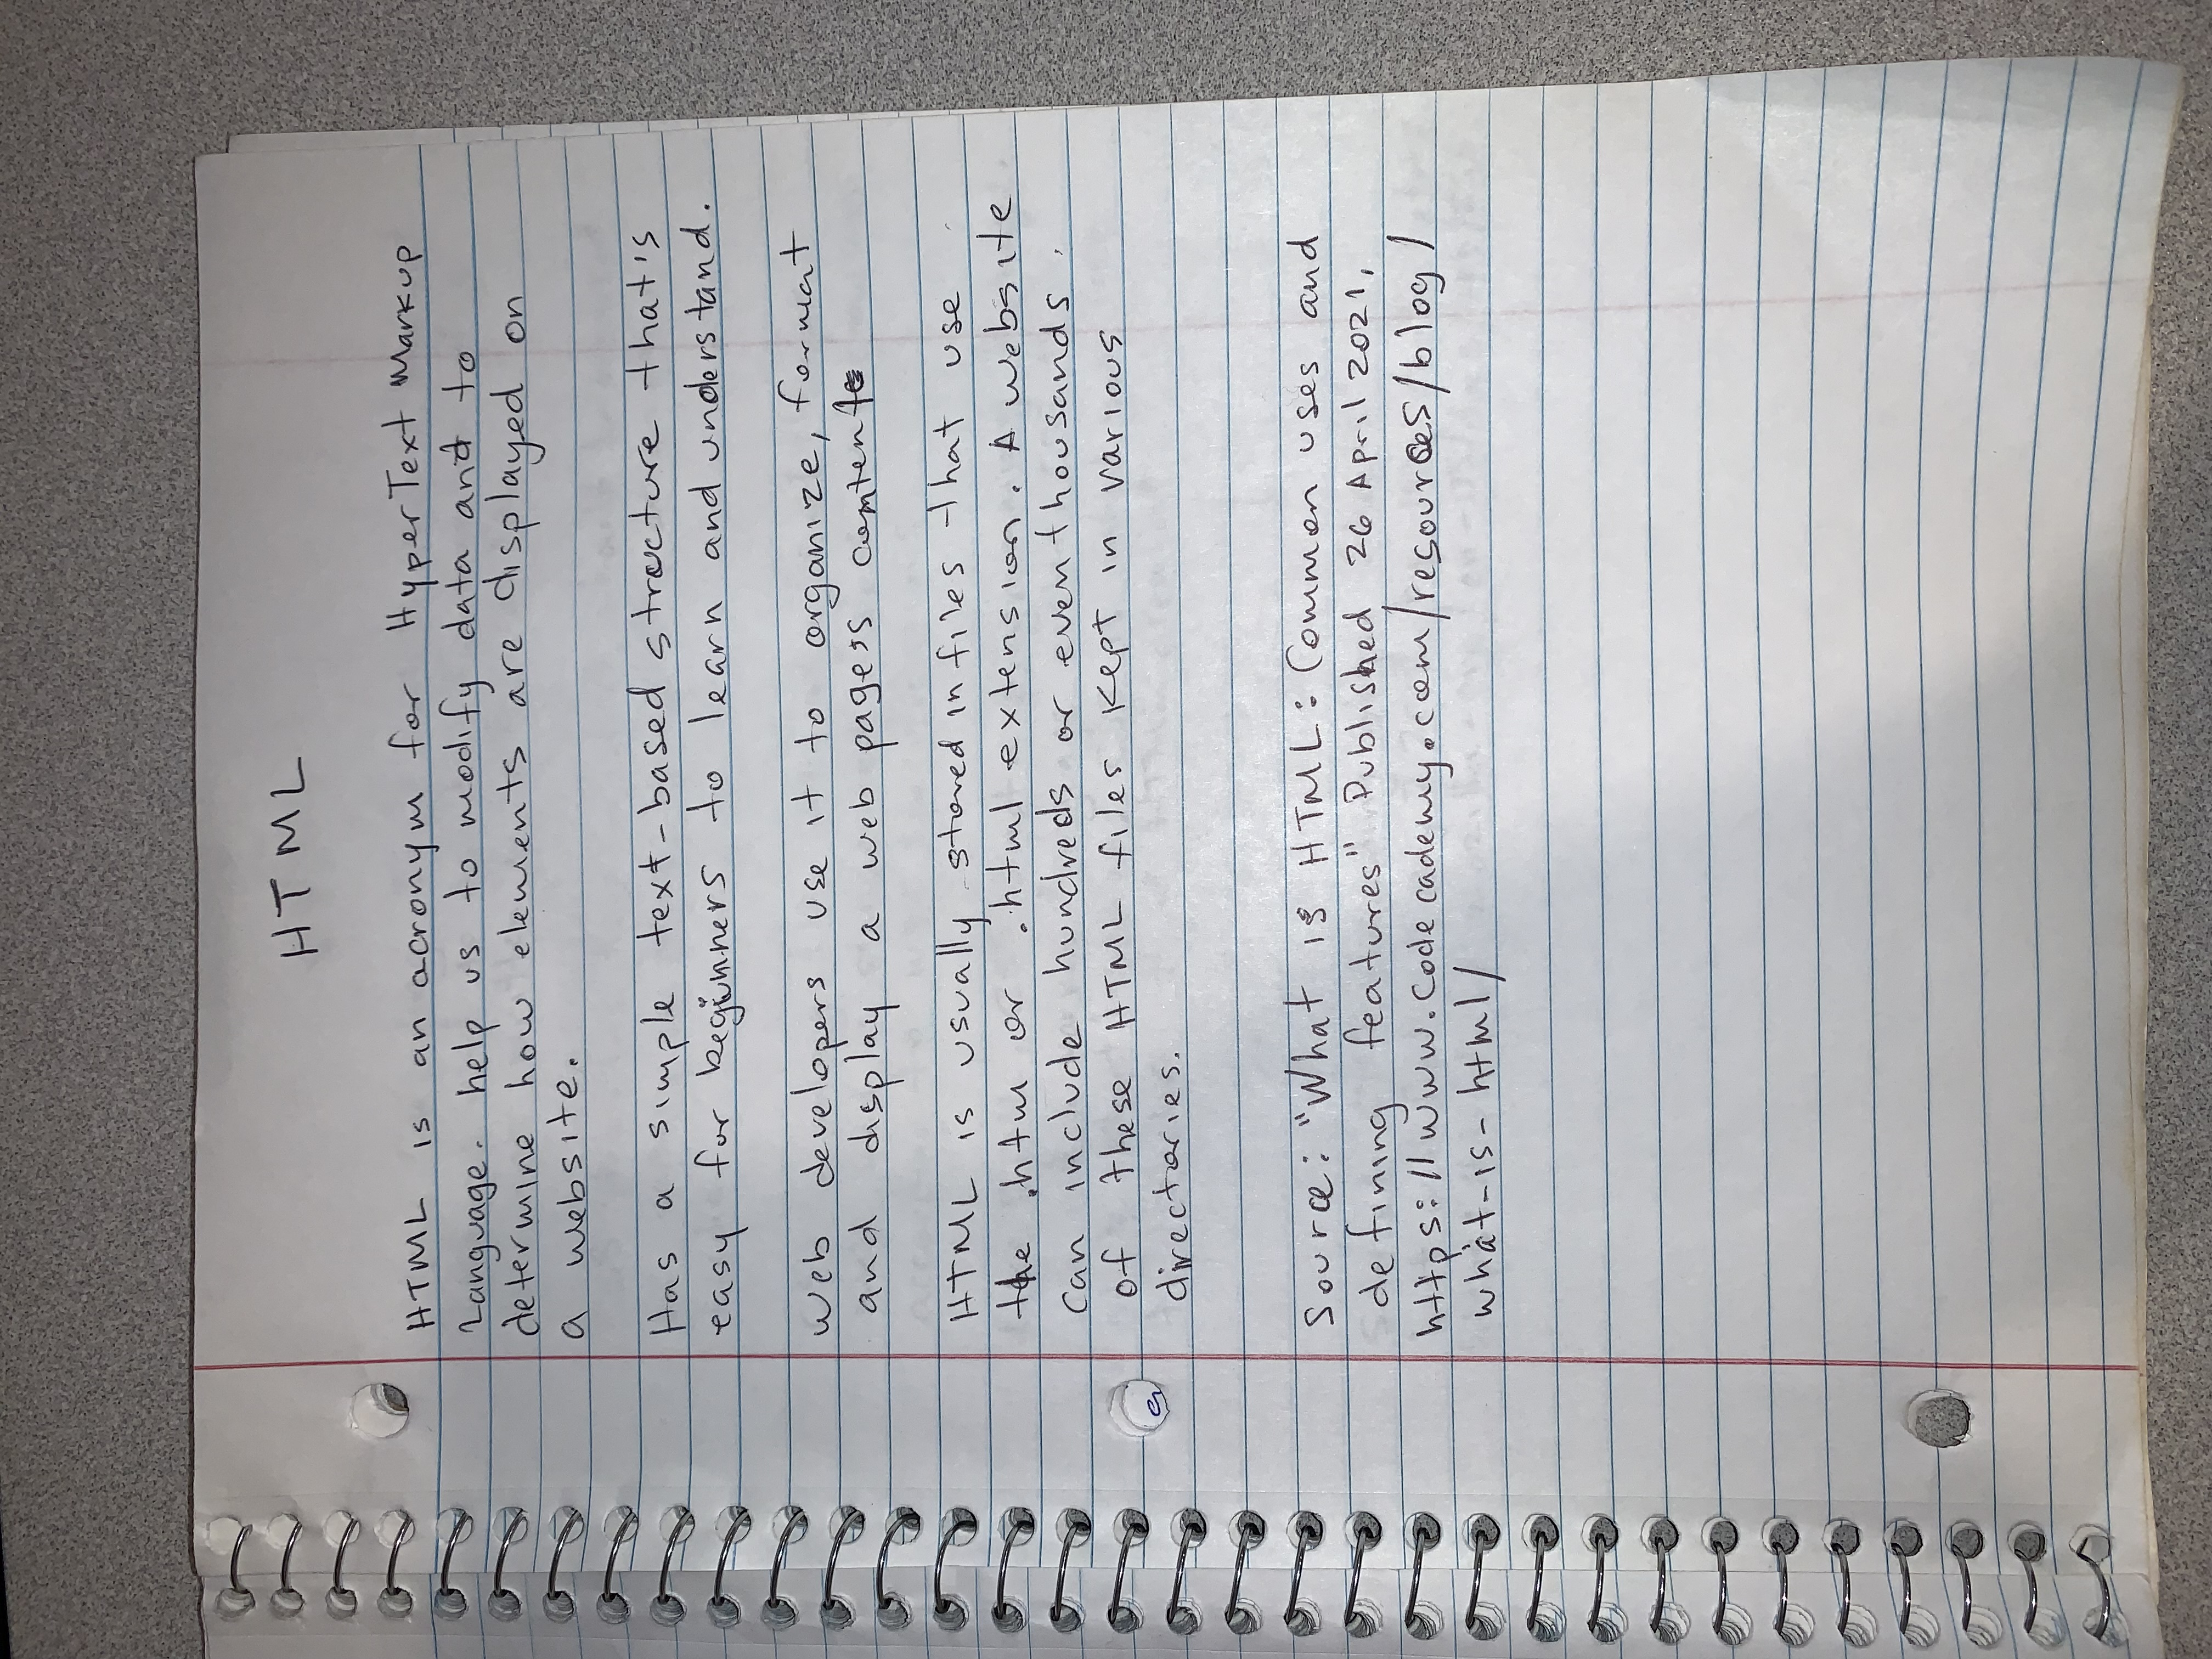 HTML
HTML is an acronym for HyperText Markup
Language. help us to modify data and to
determine how elements are displayed on
a website.
Has a simple text-based structure that's
easy for beginners to learn and understand.
Web developers use it to organize, format
and display a web page's content
HTML is usually stored in files that use
the .htm or .html extension. A website
can include hundreds or even thousands
of these HTML files kept in various
directories.
Source: "What is HTML: Common uses and
defining features" Published 26 April 2021,
https://www.codecademy.com/resources/blog/
what-is-html/